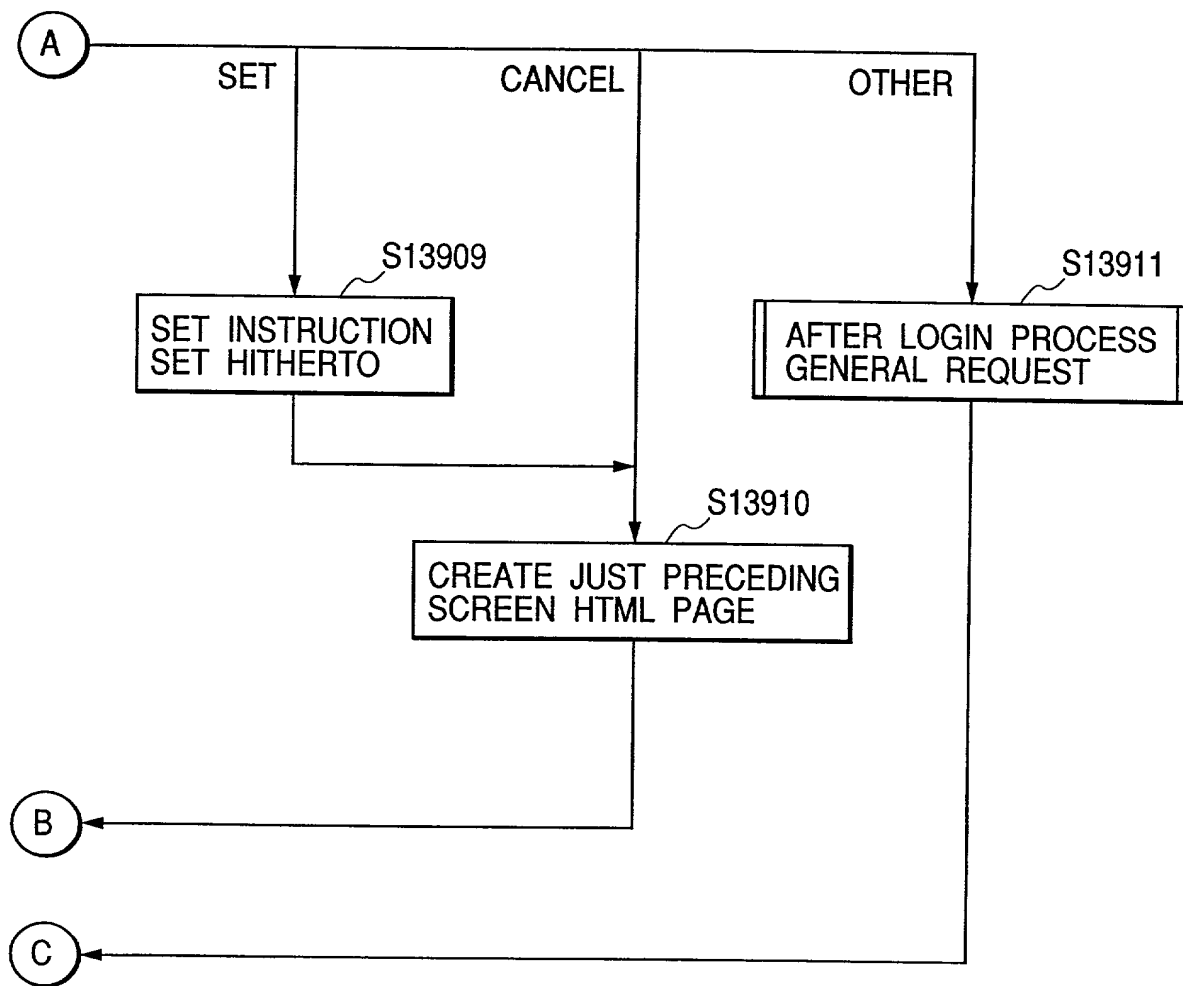 A
SET
CANCEL
OTHER
S13909
SET INSTRUCTION
SET HITHERTO
S13911
AFTER LOGIN PROCESS
GENERAL REQUEST
S13910
CREATE JUST PRECEDING
SCREEN HTML PAGE
B
C